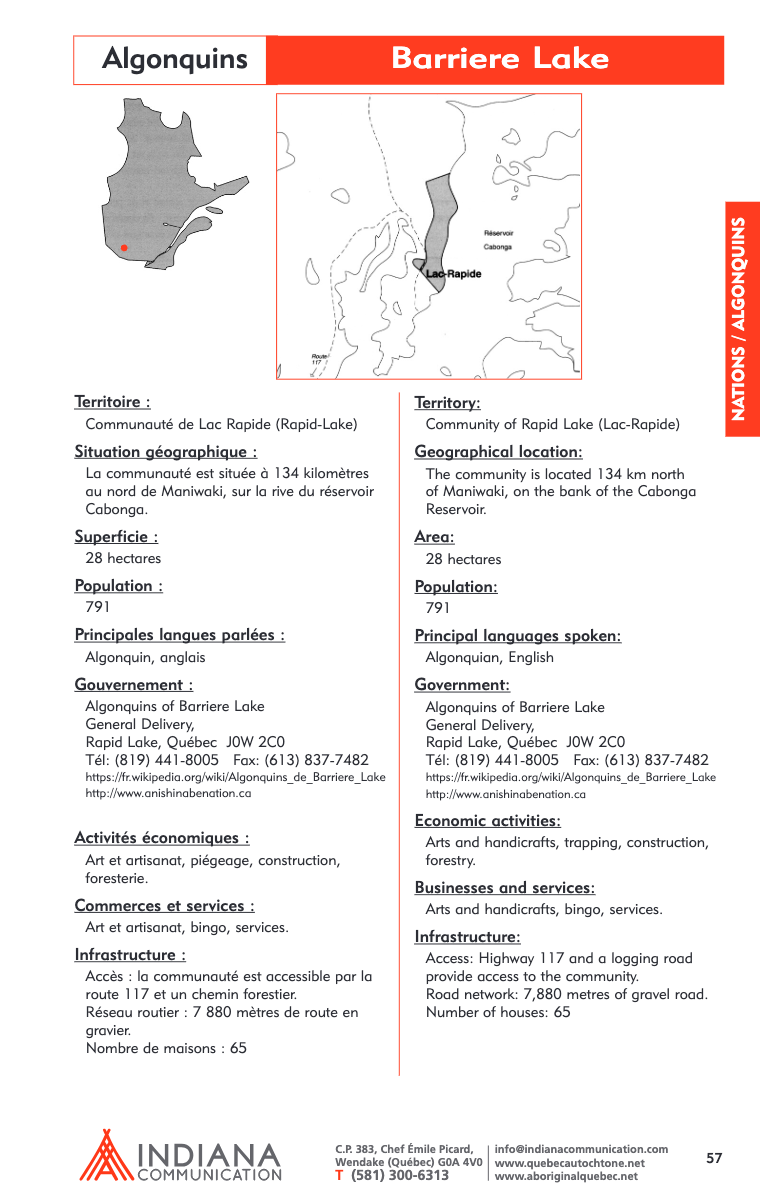 Algonquins
Barriere Lake
NATIONS / ALGONQUINS
Réservoir
Cabonga
Lac-Rapide
Route
117
Territoire :
Communauté de Lac Rapide (Rapid-Lake)
Situation géographique :
La communauté est située à 134 kilomètres
au nord de Maniwaki, sur la rive du réservoir
Cabonga.
Superficie :
28 hectares
Population :
791
Principales langues parlées :
Algonquin, anglais
Gouvernement :
Algonquins of Barriere Lake
General Delivery,
Rapid Lake, Québec J0W 2C0
Tél: (819) 441-8005 Fax: (613) 837-7482
https://fr.wikipedia.org/wiki/Algonquins_de_Barriere_Lake
http://www.anishinabenation.ca
Activités économiques :
Art et artisanat, piégeage, construction,
foresterie.
Commerces et services :
Art et artisanat, bingo, services.
Infrastructure :
Accès : la communauté est accessible par la
route 117 et un chemin forestier.
Réseau routier : 7 880 mètres de route en
gravier.
Nombre de maisons : 65
Territory:
Community of Rapid Lake (Lac-Rapide)
Geographical location:
The community is located 134 km north
of Maniwaki, on the bank of the Cabonga
Reservoir.
Area:
28 hectares
Population:
791
Principal languages spoken:
Algonquian, English
Government:
Algonquins of Barriere Lake
General Delivery,
Rapid Lake, Québec J0W 2C0
Tél: (819) 441-8005 Fax: (613) 837-7482
https://fr.wikipedia.org/wiki/Algonquins_de_Barriere_Lake
http://www.anishinabenation.ca
Economic activities:
Arts and handicrafts, trapping, construction,
forestry.
Businesses and services:
Arts and handicrafts, bingo, services.
Infrastructure:
Access: Highway 117 and a logging road
provide access to the community.
Road network: 7,880 metres of gravel road.
Number of houses: 65
INDIANA
COMMUNICATION
C.P. 383, Chef Émile Picard,
Wendake (Québec) G0A 4V0
T (581) 300-6313
info@indianacommunication.com
www.quebecautochtone.net
www.aboriginalquebec.net
57